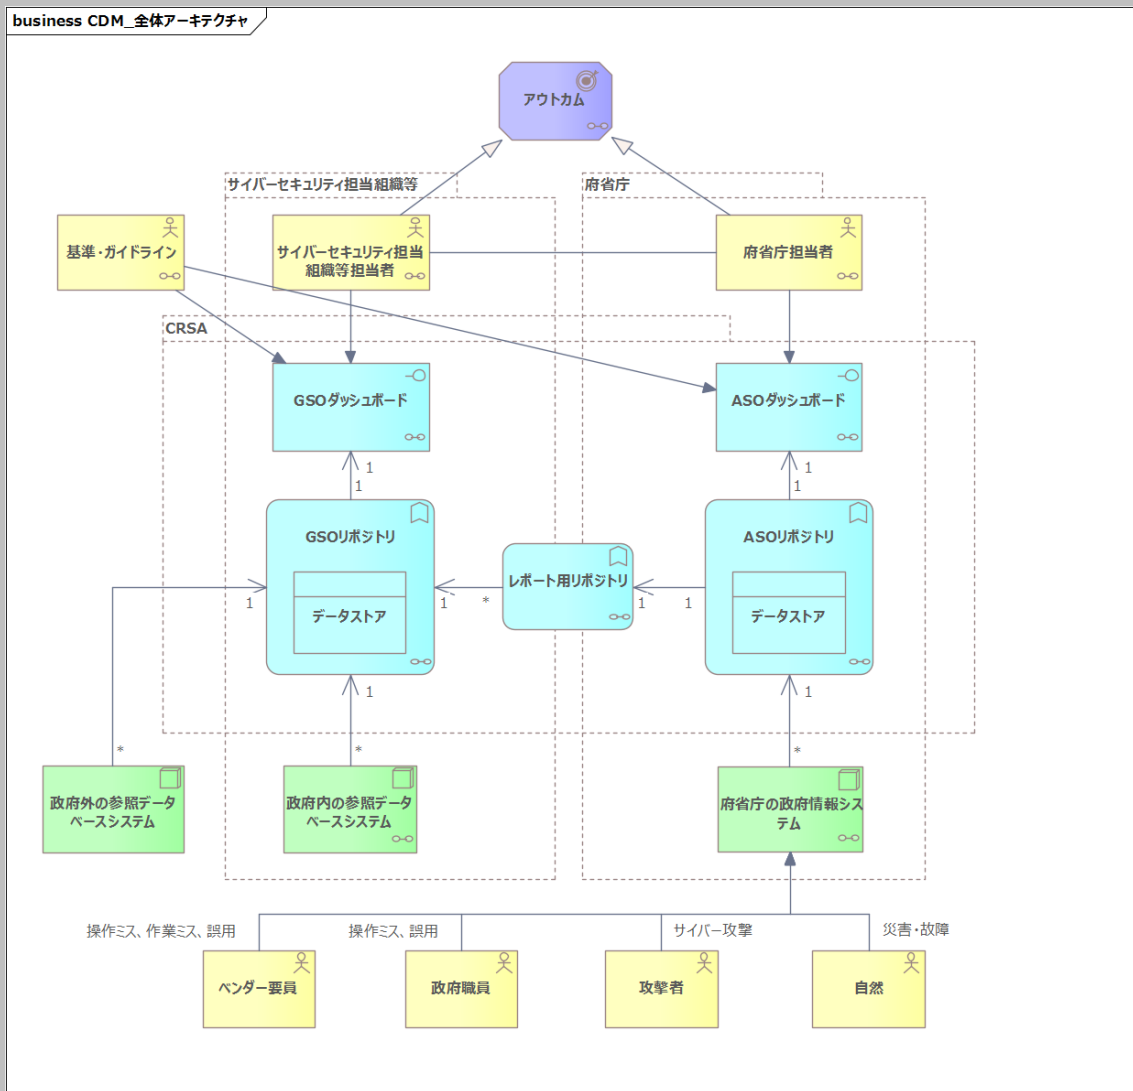 business CDM_全体アーキテクチャ
アウトカム
サイバーセキュリティ担当組織等
府省庁
基準・ガイドライン
サイバーセキュリティ担当
組織等担当者
府省庁担当者
CRSA
GSOダッシュボード
ASOダッシュボード
1
1
1
1
GSOリポジトリ
データストア
レポート用リポジトリ
ASOリポジトリ
データストア
1
1
*
1
1
1
1
*
*
*
政府外の参照データ
ベースシステム
政府内の参照データ
ベースシステム
府省庁の政府情報シス
テム
操作ミス、作業ミス、誤用
操作ミス、誤用
サイバー攻撃
災害・故障
ベンダー要員
政府職員
攻撃者
自然